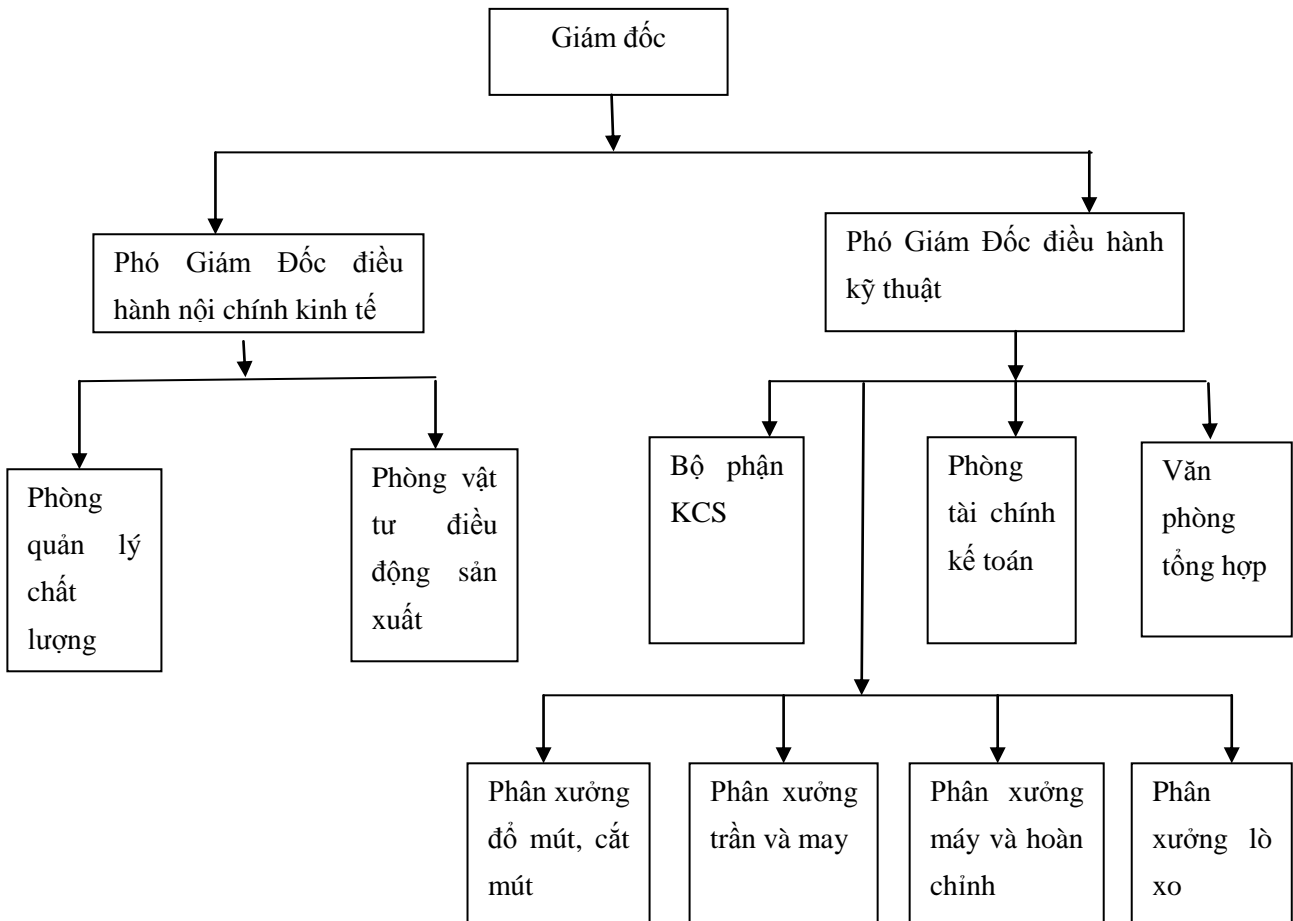 Giám đốc
Phó Giám Đốc điều
hành nội chính kinh tế
Phó Giám Đốc điều hành
kỹ thuật
Phòng
quản lý
chất
lượng
Phòng vật
tư điều
động sản
xuất
Bộ phận
KCS
Phòng
tài chính
kế toán
Văn
phòng
tổng hợp
Phân xưởng
đổ mút, cắt
mút
Phân xưởng
trần và may
Phân xưởng
máy và hoàn
chỉnh
Phân
xưởng lò
xo